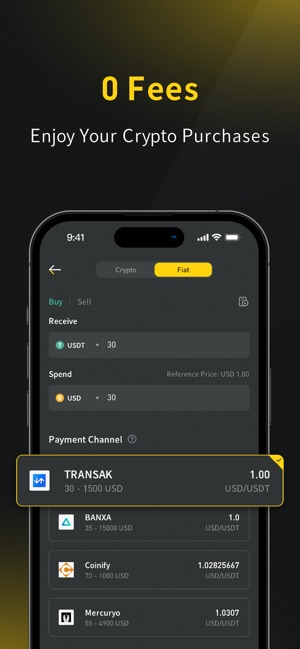 0 Fees
Enjoy Your Crypto Purchases
9:41
Crypto Fiat
Buy | Sell
Receive
USDT 30
Spend Reference Price: USD 1.00
USD 30
Payment Channel
TRANSAK 1.00
30 - 1500 USD USD/USDT
BANXA 1.0
35 - 15000 USD USD/USDT
Coinify 1.02825667
70 - 1000 USD USD/USDT
Mercuryo 1.0307
55 - 4900 USD USD/USDT